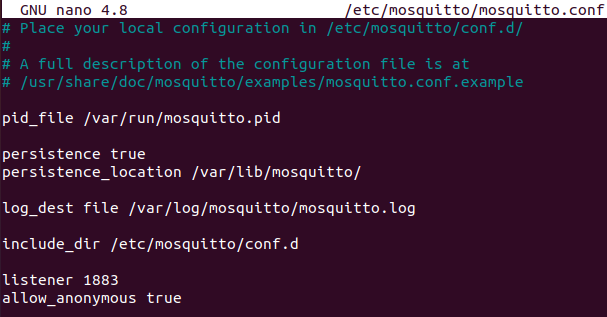 GNU nano 4.8 /etc/mosquitto/mosquitto.conf
# Place your local configuration in /etc/mosquitto/conf.d/
#
# A full description of the configuration file is at
# /usr/share/doc/mosquitto/examples/mosquitto.conf.example
pid_file /var/run/mosquitto.pid
persistence true
persistence_location /var/lib/mosquitto/
log_dest file /var/log/mosquitto/mosquitto.log
include_dir /etc/mosquitto/conf.d
listener 1883
allow_anonymous true